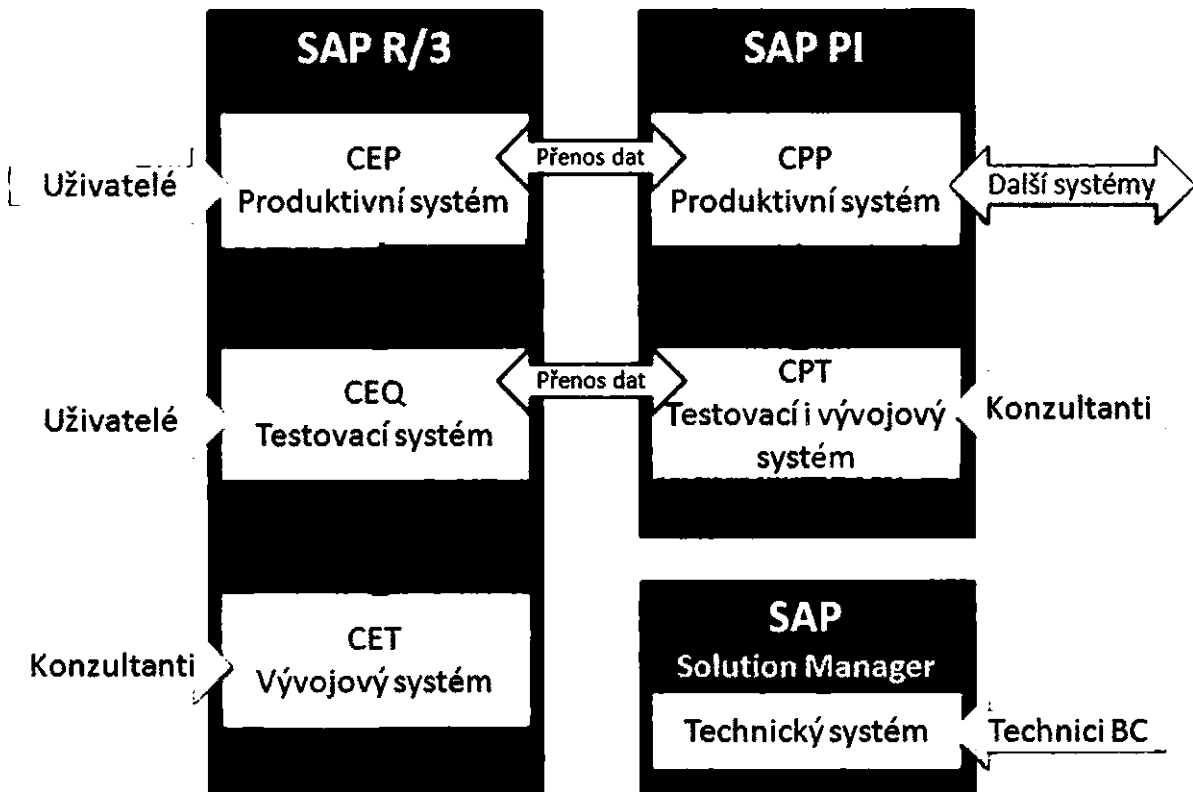 SAP R/3
SAP PI
Uživatelé
CEP
Produktivní systém
Přenos dat
CPP
Produktivní systém
Další systémy
Uživatelé
CEQ
Testovací systém
Přenos dat
CPT
Testovací i vývojový
systém
Konzultanti
Konzultanti
CET
Vývojový systém
SAP
Solution Manager
Technický systém
Technici BC